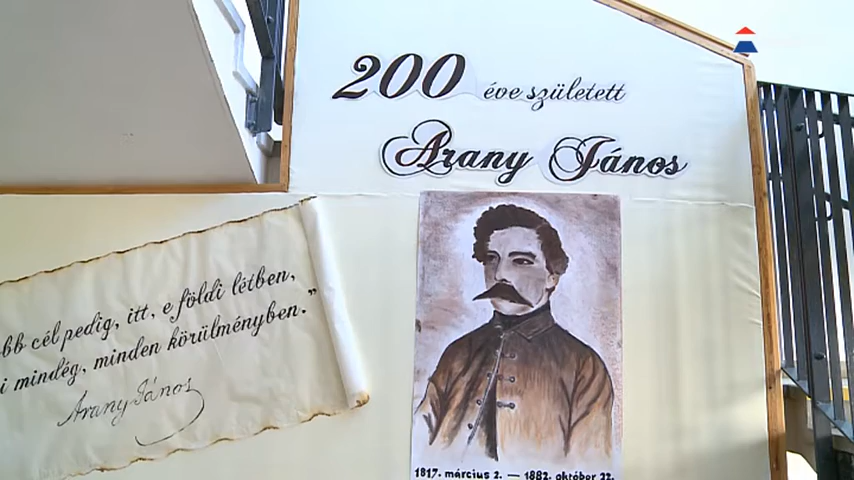 200 éve született
Arany János
cél pedig, itt, e földi létben,
mindég, minden körülményben."
Arany János
1817. március 2. — 1882. október 22.